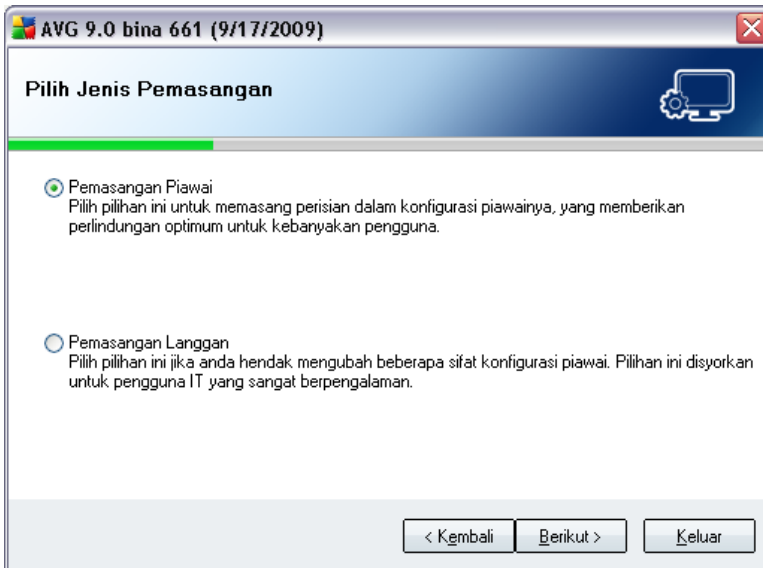 AVG 9.0 bina 661 (9/17/2009)
Pilih Jenis Pemasangan
Pemasangan Piawai
Pilih pilihan ini untuk memasang perisian dalam konfigurasi piawainya, yang memberikan
perlindungan optimum untuk kebanyakan pengguna.
Pemasangan Langgan
Pilih pilihan ini jika anda hendak mengubah beberapa sifat konfigurasi piawai. Pilihan ini disyorkan
untuk pengguna IT yang sangat berpengalaman.
< Kembali Berikut > Keluar